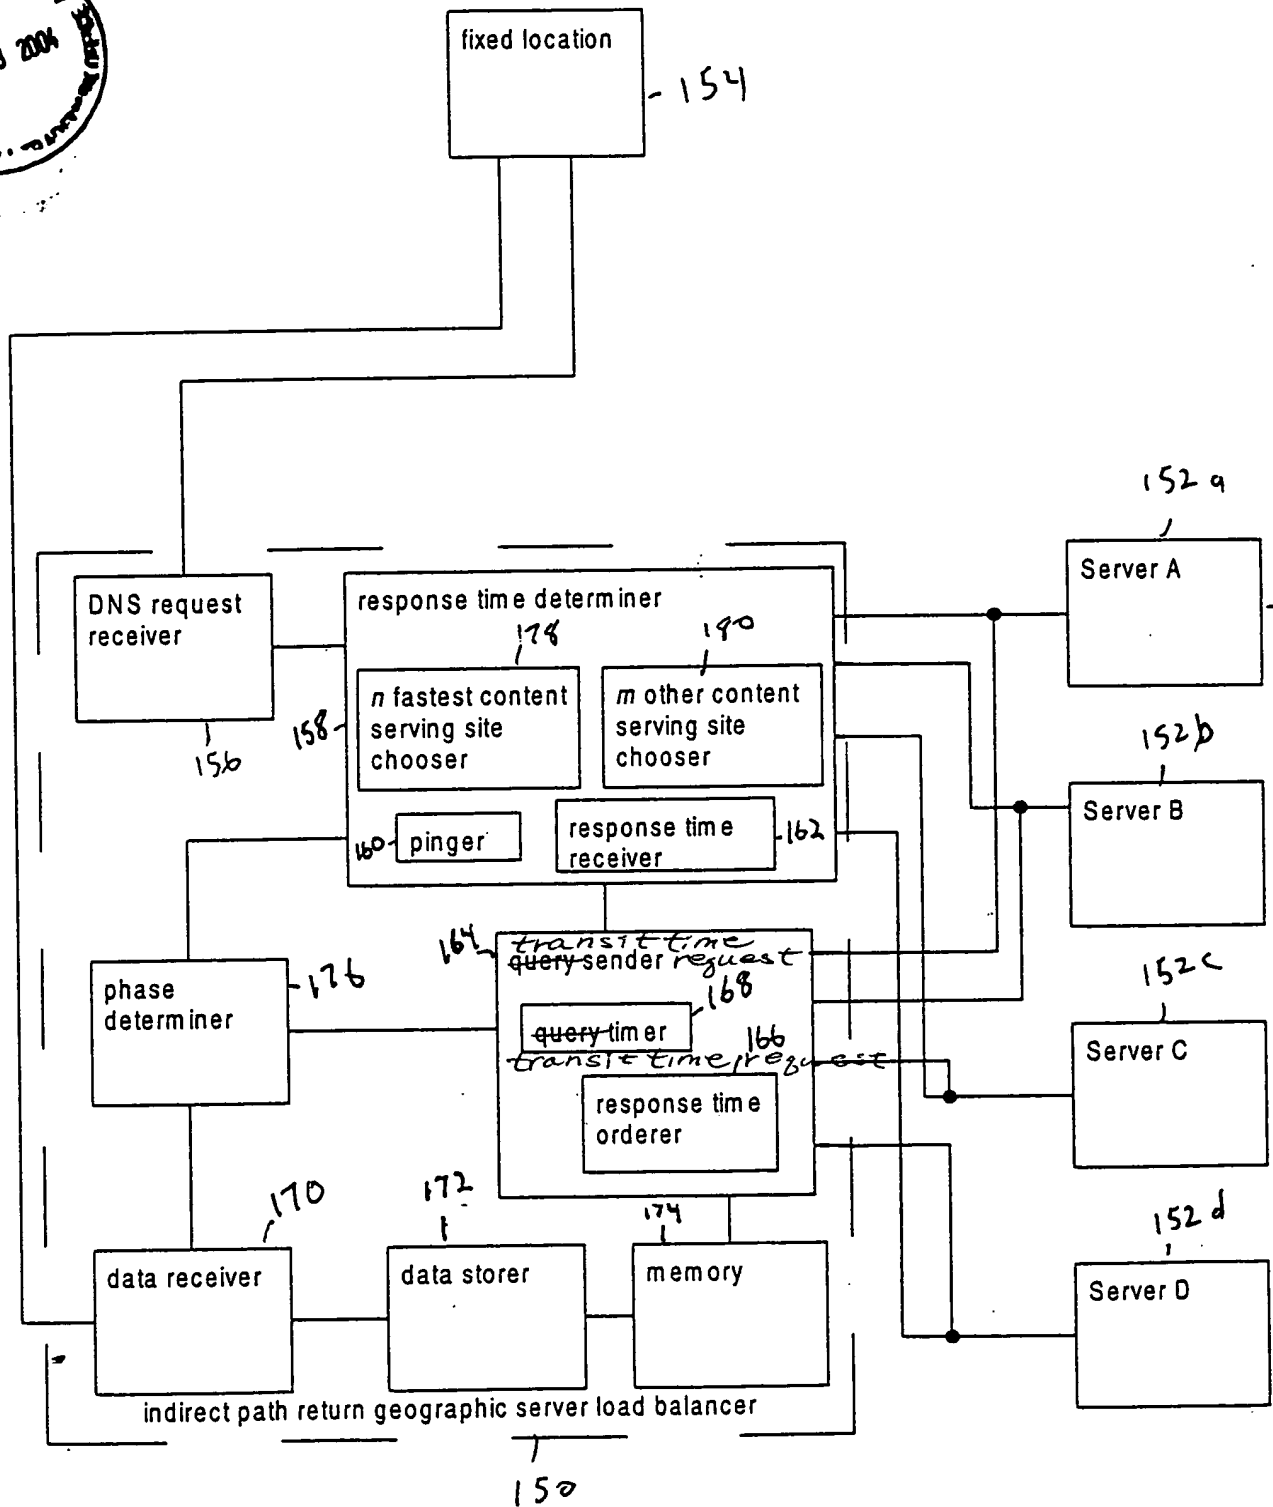 2004
fixed location
154
152a
Server A
DNS request
receiver
156
response time determiner
178
180
158
n fastest content
serving site
chooser
m other content
serving site
chooser
152b
Server B
160
pinger
response time
receiver
162
164
transit time
query sender request
168
query timer
166
transit time request
response time
orderer
phase
determiner
176
152c
Server C
170
data receiver
172
data storer
174
memory
152d
Server D
indirect path return geographic server load balancer
150